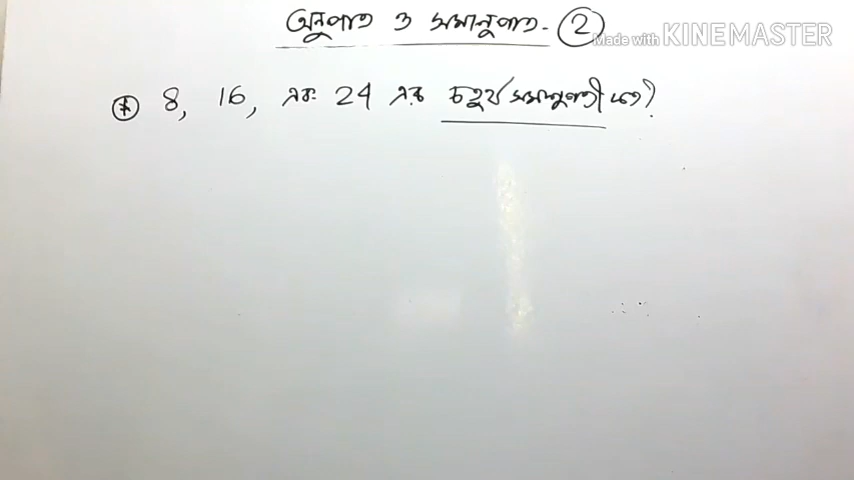 অনুপাত ও সমানুপাত- 2
Made with KINEMASTER
* 8, 16, এবং 24 এর চতুর্থ সমানুপাতী কত?